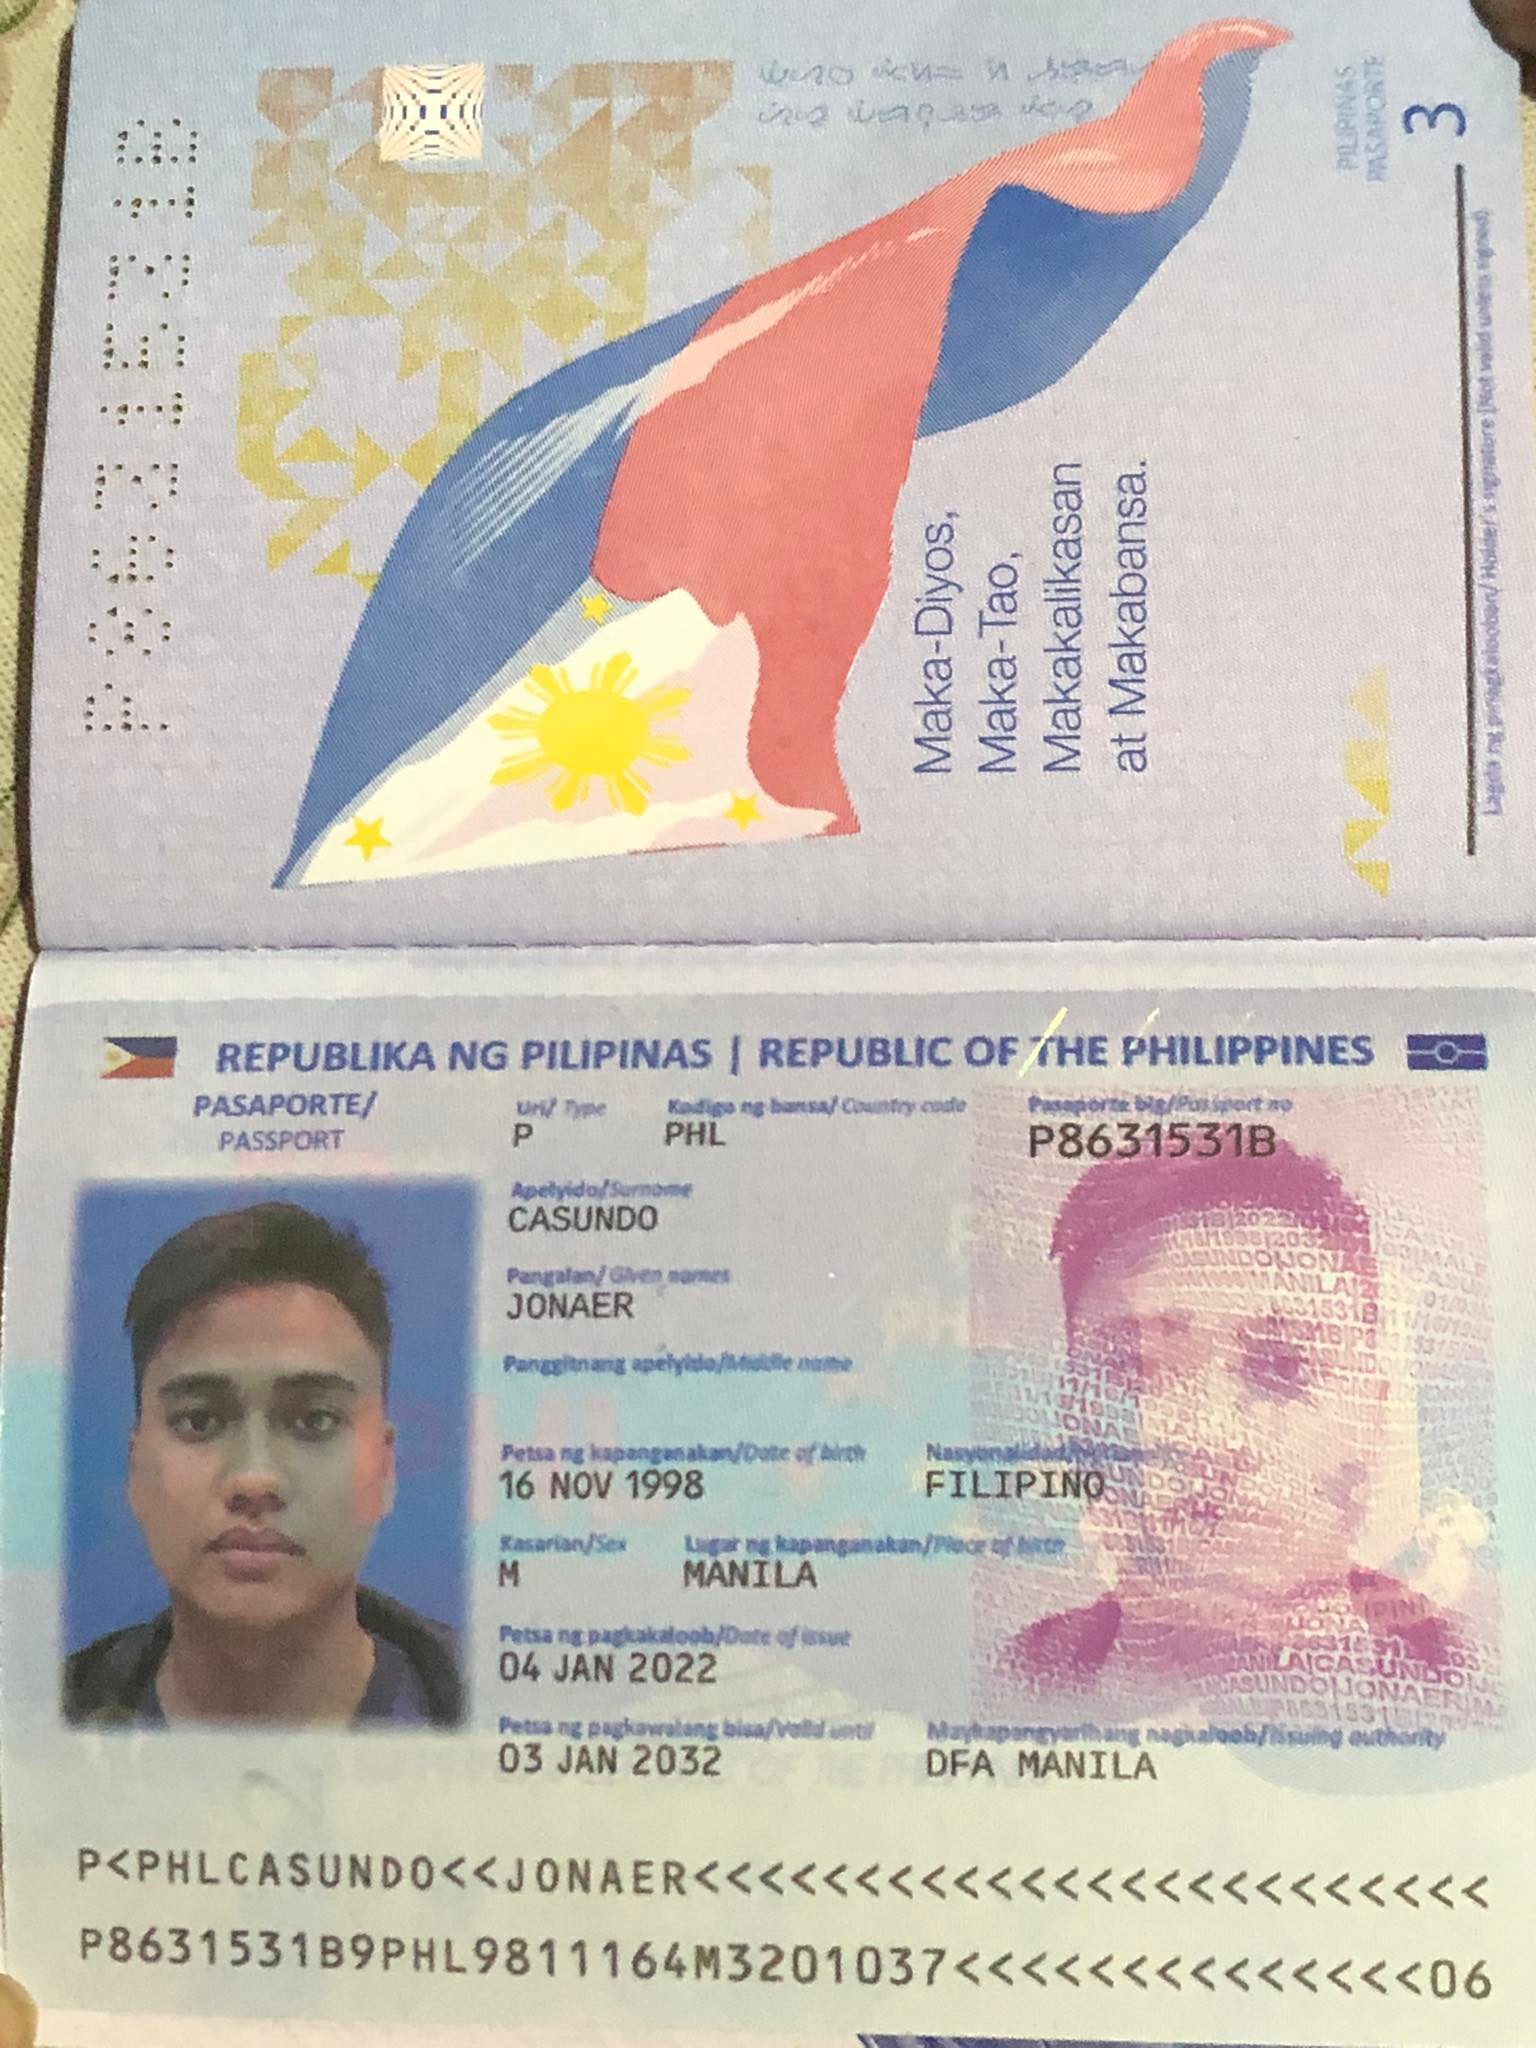 P8631531B
PILIPINAS
PASAPORTE
3
Maka-Diyos,
Maka-Tao,
Makakalikasan
at Makabansa.
Lagda ng pinagkalooban/ Holder's signature (Not valid unless signed)
REPUBLIKA NG PILIPINAS | REPUBLIC OF THE PHILIPPINES
PASAPORTE/
PASSPORT
Uri/ Type Kodigo ng bansa/ Country code Pasaporte blg/Passport no
P PHL P8631531B
Apelyido/Surname
CASUNDO
Pangalan/ Given names
JONAER
Panggitnang apelyido/Middle name
Petsa ng kapanganakan/Date of birth Nasyonalidad/
16 NOV 1998 FILIPINO
Kasarian/Sex Lugar ng kapanganakan/Place of birth
M MANILA
Petsa ng pagkakaloob/Date of issue
04 JAN 2022
Petsa ng pagkawalang bisa/Valid until Maykapangyarihang nagkaloob/Issuing authority
03 JAN 2032 DFA MANILA
P<PHLCASUNDO<<JONAER<<<<<<<<<<<<<<<<<<<<<<<<
P8631531B9PHL9811164M3201037<<<<<<<<<<<<<<06